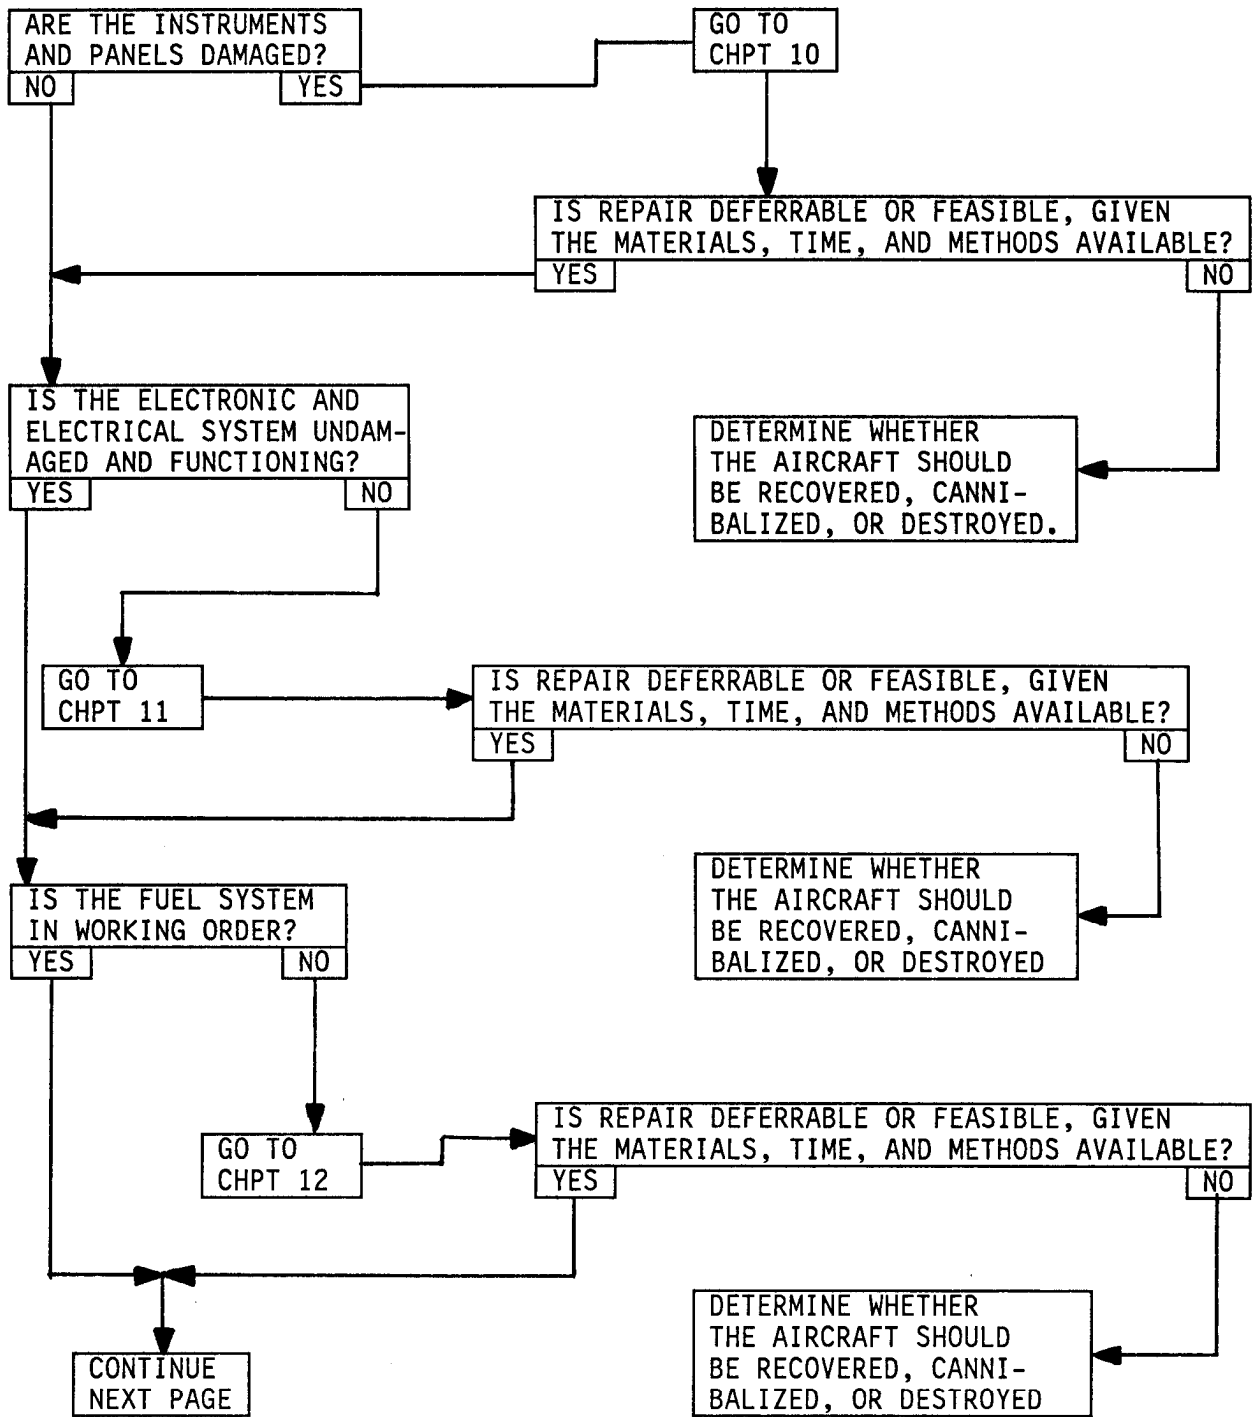 ARE THE INSTRUMENTS
AND PANELS DAMAGED?
NO
YES
GO TO
CHPT 10
IS REPAIR DEFERRABLE OR FEASIBLE, GIVEN
THE MATERIALS, TIME, AND METHODS AVAILABLE?
YES
NO
IS THE ELECTRONIC AND
ELECTRICAL SYSTEM UNDAM-
AGED AND FUNCTIONING?
YES
NO
DETERMINE WHETHER
THE AIRCRAFT SHOULD
BE RECOVERED, CANNI-
BALIZED, OR DESTROYED.
GO TO
CHPT 11
IS REPAIR DEFERRABLE OR FEASIBLE, GIVEN
THE MATERIALS, TIME, AND METHODS AVAILABLE?
YES
NO
DETERMINE WHETHER
THE AIRCRAFT SHOULD
BE RECOVERED, CANNI-
BALIZED, OR DESTROYED
IS THE FUEL SYSTEM
IN WORKING ORDER?
YES
NO
GO TO
CHPT 12
IS REPAIR DEFERRABLE OR FEASIBLE, GIVEN
THE MATERIALS, TIME, AND METHODS AVAILABLE?
YES
NO
DETERMINE WHETHER
THE AIRCRAFT SHOULD
BE RECOVERED, CANNI-
BALIZED, OR DESTROYED
CONTINUE
NEXT PAGE